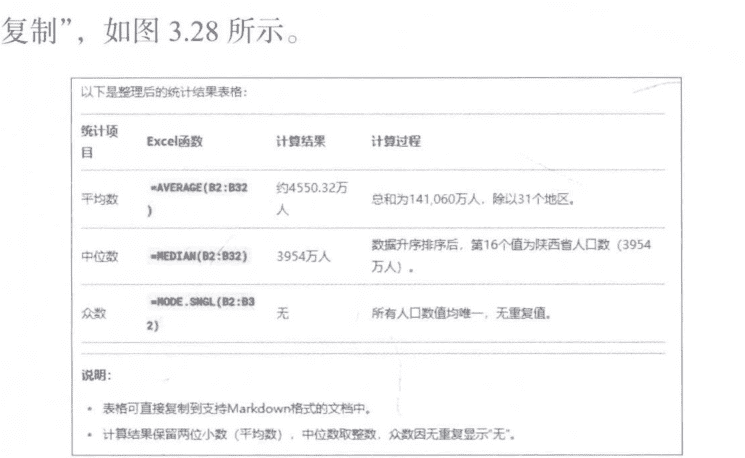 复制”，如图 3.28 所示。
以下是整理后的统计结果表格：
统计项目 Excel函数 计算结果 计算过程
平均数 =AVERAGE(B2:B32) 约4550.32万人 总和为141,060万人，除以31个地区。
中位数 =MEDIAN(B2:B32) 3954万人 数据升序排序后，第16个值为陕西省人口数（3954万人）。
众数 =MODE.SNGL(B2:B32) 无 所有人口数值均唯一，无重复值。
说明：
• 表格可直接复制到支持Markdown格式的文档中。
• 计算结果保留两位小数（平均数），中位数取整数，众数因无重复显示“无”。